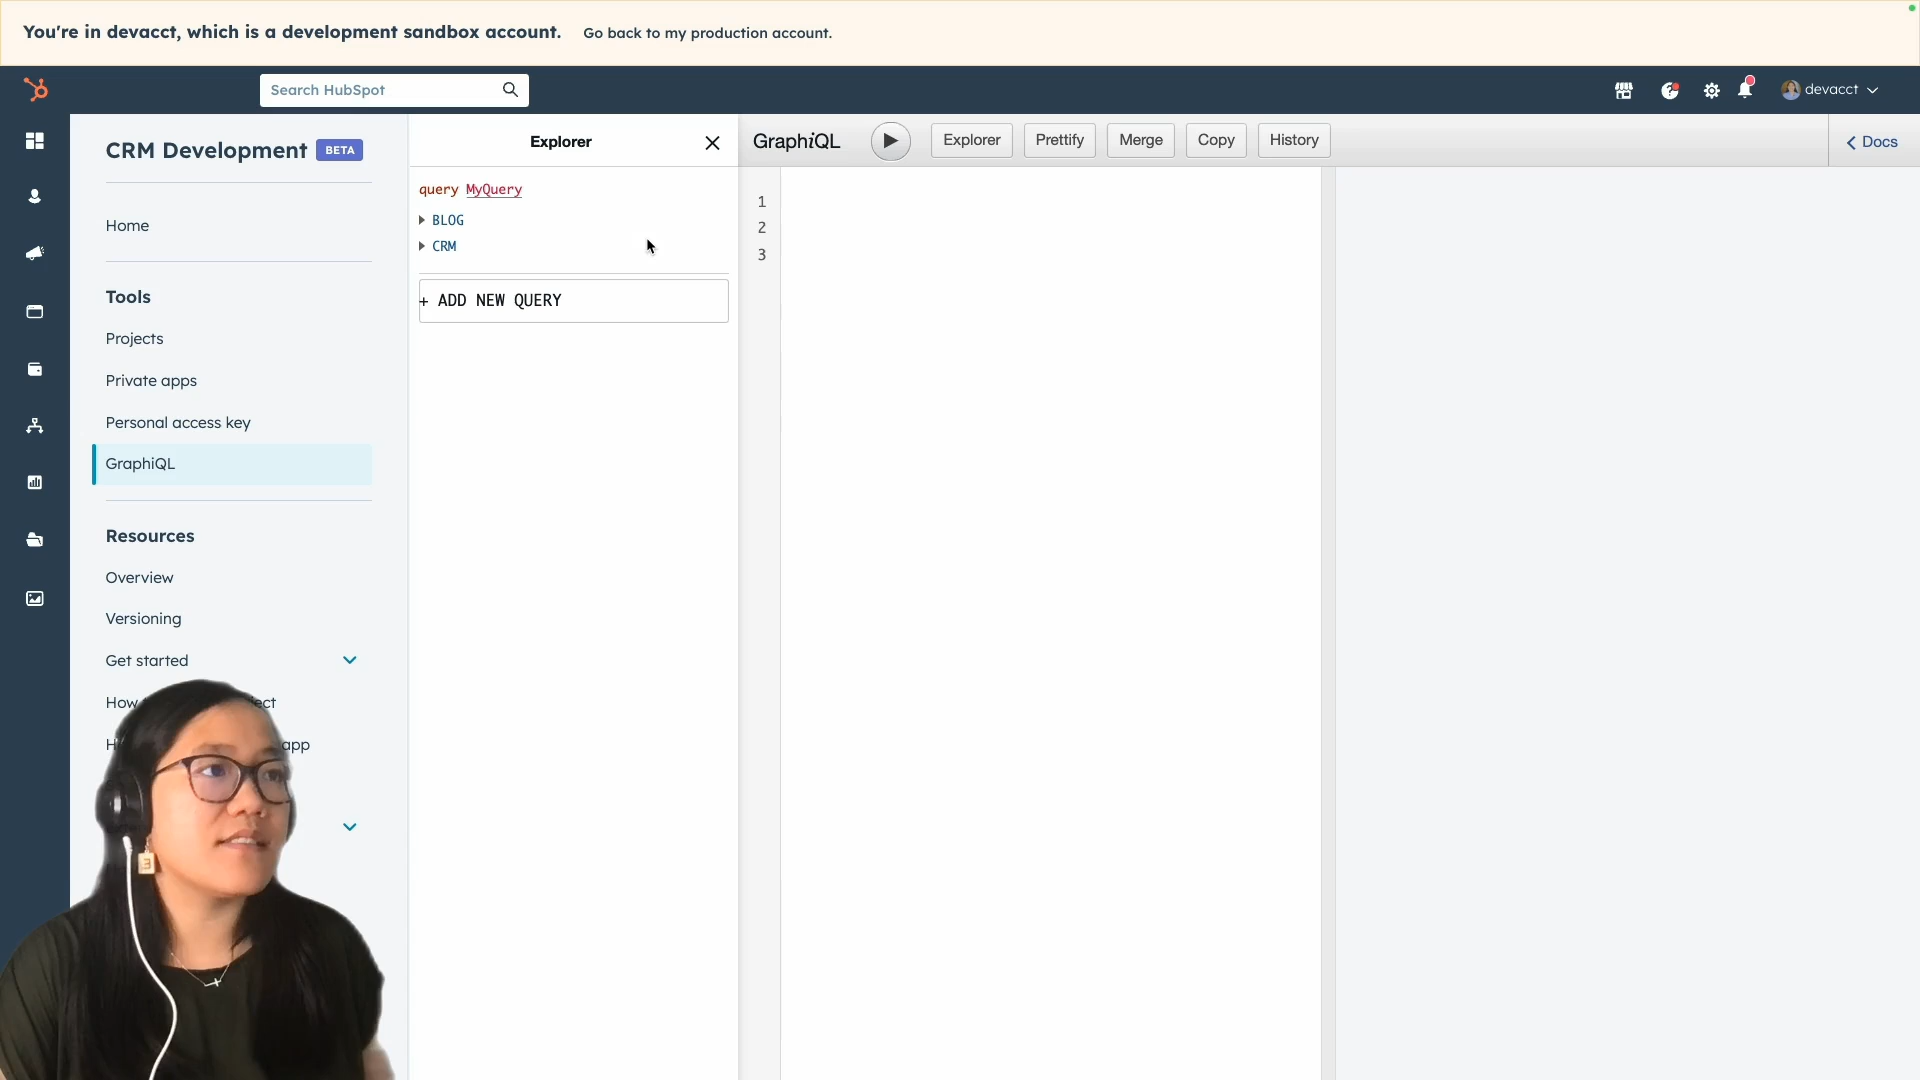 You're in devacct, which is a development sandbox account. Go back to my production account.
Search HubSpot
devacct
CRM Development BETA
Home
Tools
Projects
Private apps
Personal access key
GraphiQL
Resources
Overview
Versioning
Get started
How
app
Explorer
query MyQuery
BLOG
CRM
+ ADD NEW QUERY
GraphiQL
Explorer
Prettify
Merge
Copy
History
Docs
1
2
3